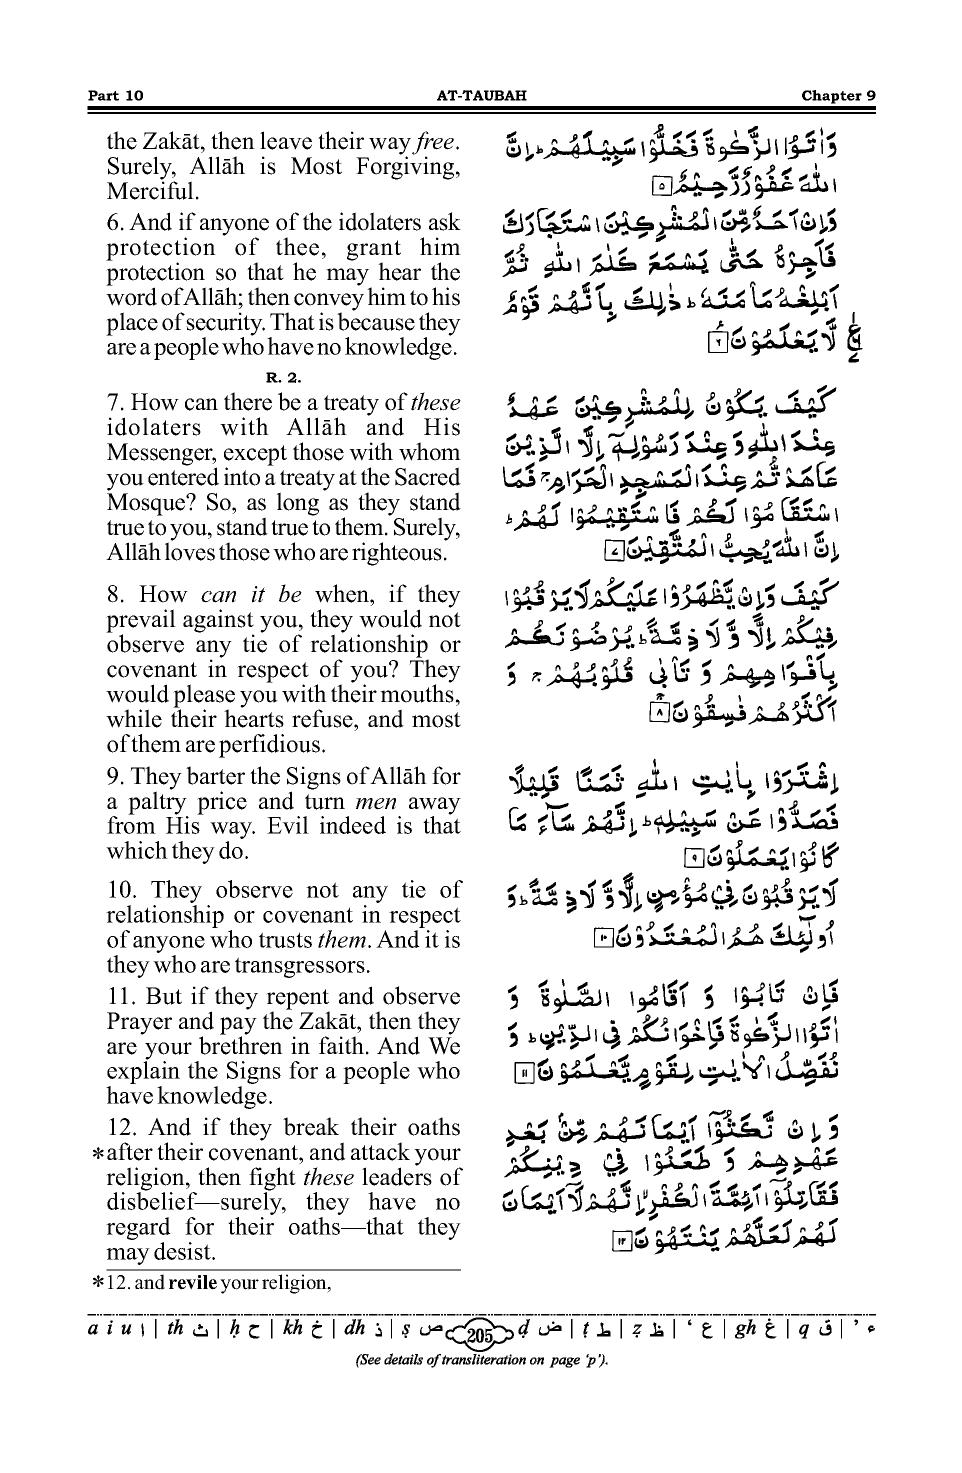 Part 10 AT-TAUBAH Chapter 9
the Zakāt, then leave their way free.
Surely, Allāh is Most Forgiving,
Merciful.
6. And if anyone of the idolaters ask
protection of thee, grant him
protection so that he may hear the
word of Allāh; then convey him to his
place of security. That is because they
are a people who have no knowledge.
R. 2.
7. How can there be a treaty of these
idolaters with Allāh and His
Messenger, except those with whom
you entered into a treaty at the Sacred
Mosque? So, as long as they stand
true to you, stand true to them. Surely,
Allāh loves those who are righteous.
8. How can it be when, if they
prevail against you, they would not
observe any tie of relationship or
covenant in respect of you? They
would please you with their mouths,
while their hearts refuse, and most
of them are perfidious.
9. They barter the Signs of Allāh for
a paltry price and turn men away
from His way. Evil indeed is that
which they do.
10. They observe not any tie of
relationship or covenant in respect
of anyone who trusts them. And it is
they who are transgressors.
11. But if they repent and observe
Prayer and pay the Zakāt, then they
are your brethren in faith. And We
explain the Signs for a people who
have knowledge.
12. And if they break their oaths
*after their covenant, and attack your
religion, then fight these leaders of
disbelief—surely, they have no
regard for their oaths—that they
may desist.
وَاٰتَوُا الزَّكٰوةَ فَخَلُّوْا سَبِيْلَهُمْ ؕ اِنَّ
اللّٰهَ غَفُوْرٌ رَّحِيْمٌ ۵
وَاِنْ اَحَدٌ مِّنَ الْمُشْرِكِيْنَ اسْتَجَارَكَ
فَاَجِرْهُ حَتّٰى يَسْمَعَ كَلٰمَ اللّٰهِ ثُمَّ
اَبْلِغْهُ مَاْمَنَهٗ ؕ ذٰلِكَ بِاَنَّهُمْ قَوْمٌ
لَّا يَعْلَمُوْنَ ۶
كَيْفَ يَكُوْنُ لِلْمُشْرِكِيْنَ عَهْدٌ
عِنْدَ اللّٰهِ وَ عِنْدَ رَسُوْلِهٖۤ اِلَّا الَّذِيْنَ
عَاهَدْتُّمْ عِنْدَ الْمَسْجِدِ الْحَرَامِ ۚ فَمَا
اسْتَقَامُوْا لَكُمْ فَاسْتَقِيْمُوْا لَهُمْ ؕ
اِنَّ اللّٰهَ يُحِبُّ الْمُتَّقِيْنَ ۷
كَيْفَ وَاِنْ يَّظْهَرُوْا عَلَيْكُمْ لَا يَرْقُبُوْا
فِيْكُمْ اِلًّا وَّ لَا ذِمَّةً ؕ يُرْضُوْنَكُمْ
بِاَفْوَاهِهِمْ وَ تَاْبٰى قُلُوْبُهُمْ ۚ وَ
اَكْثَرُهُمْ فٰسِقُوْنَ ۸
اِشْتَرَوْا بِاٰيٰتِ اللّٰهِ ثَمَنًا قَلِيْلًا
فَصَدُّوْا عَنْ سَبِيْلِهٖ ؕ اِنَّهُمْ سَآءَ مَا
كَانُوْا يَعْمَلُوْنَ ۹
لَا يَرْقُبُوْنَ فِيْ مُؤْمِنٍ اِلًّا وَّ لَا ذِمَّةً ؕ وَ
اُولٰٓئِكَ هُمُ الْمُعْتَدُوْنَ ۱۰
فَاِنْ تَابُوْا وَ اَقَامُوا الصَّلٰوةَ وَ
اٰتَوُا الزَّكٰوةَ فَاِخْوَانُكُمْ فِي الدِّيْنِ ؕ وَ
نُفَصِّلُ الْاٰيٰتِ لِقَوْمٍ يَّعْلَمُوْنَ ۱۱
وَ اِنْ نَّكَثُوْۤا اَيْمَانَهُمْ مِّنْۢ بَعْدِ
عَهْدِهِمْ وَ طَعَنُوْا فِيْ دِيْنِكُمْ
فَقَاتِلُوْۤا اَئِمَّةَ الْكُفْرِ ۙ اِنَّهُمْ لَاۤ اَيْمَانَ
لَهُمْ لَعَلَّهُمْ يَنْتَهُوْنَ ۱۲
*12. and revile your religion,
a i u ا | th ث | ḥ ح | kh خ | dh ذ | ṣ ص 205 ḍ ض | ṭ ط | ẓ ظ | ‘ ع | gh غ | q ق | ’ ء
(See details of transliteration on page ‘p’).